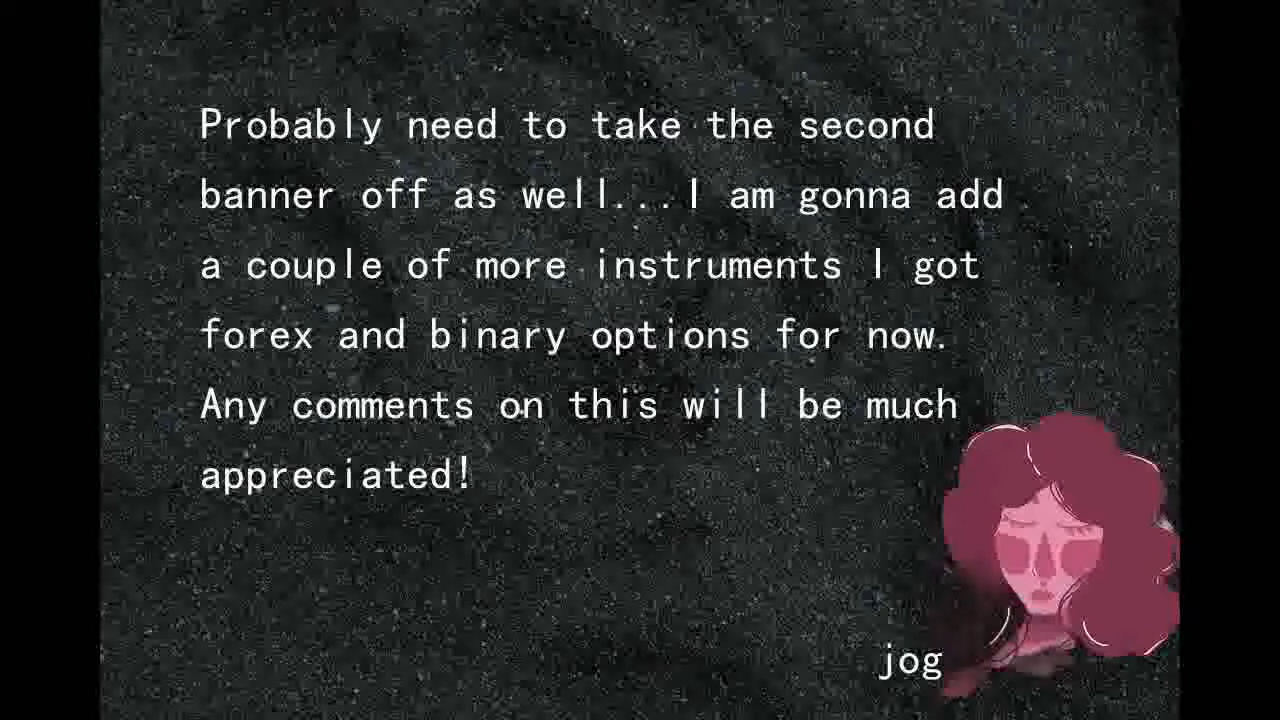 Probably need to take the second
banner off as well...I am gonna add
a couple of more instruments I got
forex and binary options for now.
Any comments on this will be much
appreciated!
jog